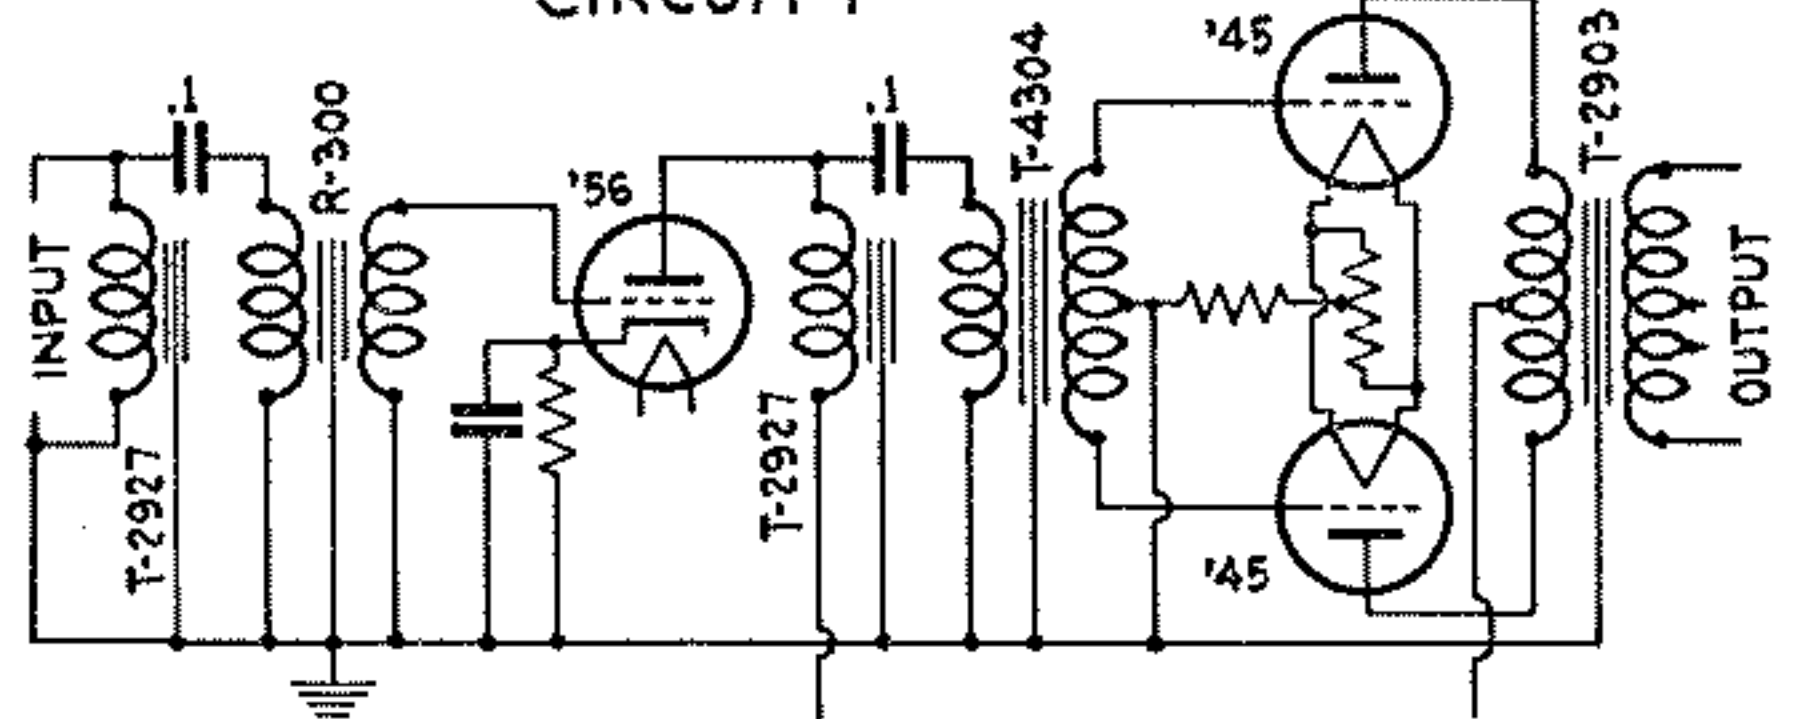 .1
R-300
'56
.1
T-4304
'45
T-2903
INPUT
T-2927
T-2927
'45
OUTPUT